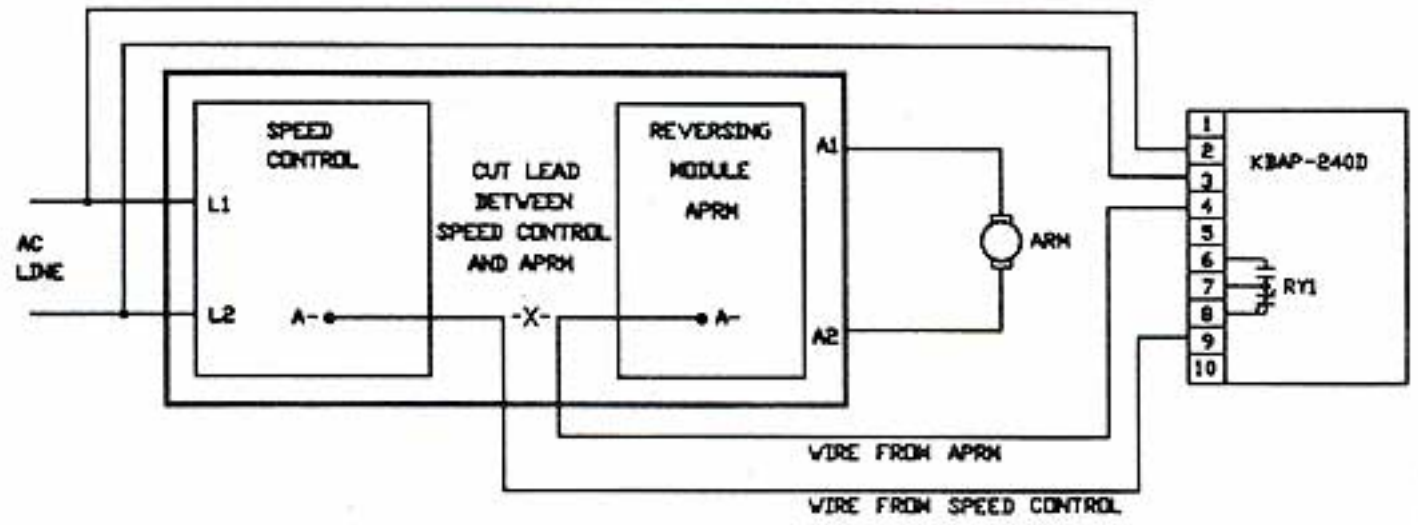 SPEED
CONTROL
L1
L2
A-
AC
LINE
CUT LEAD
BETWEEN
SPEED CONTROL
AND APRM
-X-
REVERSING
MODULE
APRM
A-
A1
A2
ARM
1
2
3
4
5
6
7
8
9
10
KBAP-240D
RY1
WIRE FROM APRM
WIRE FROM SPEED CONTROL